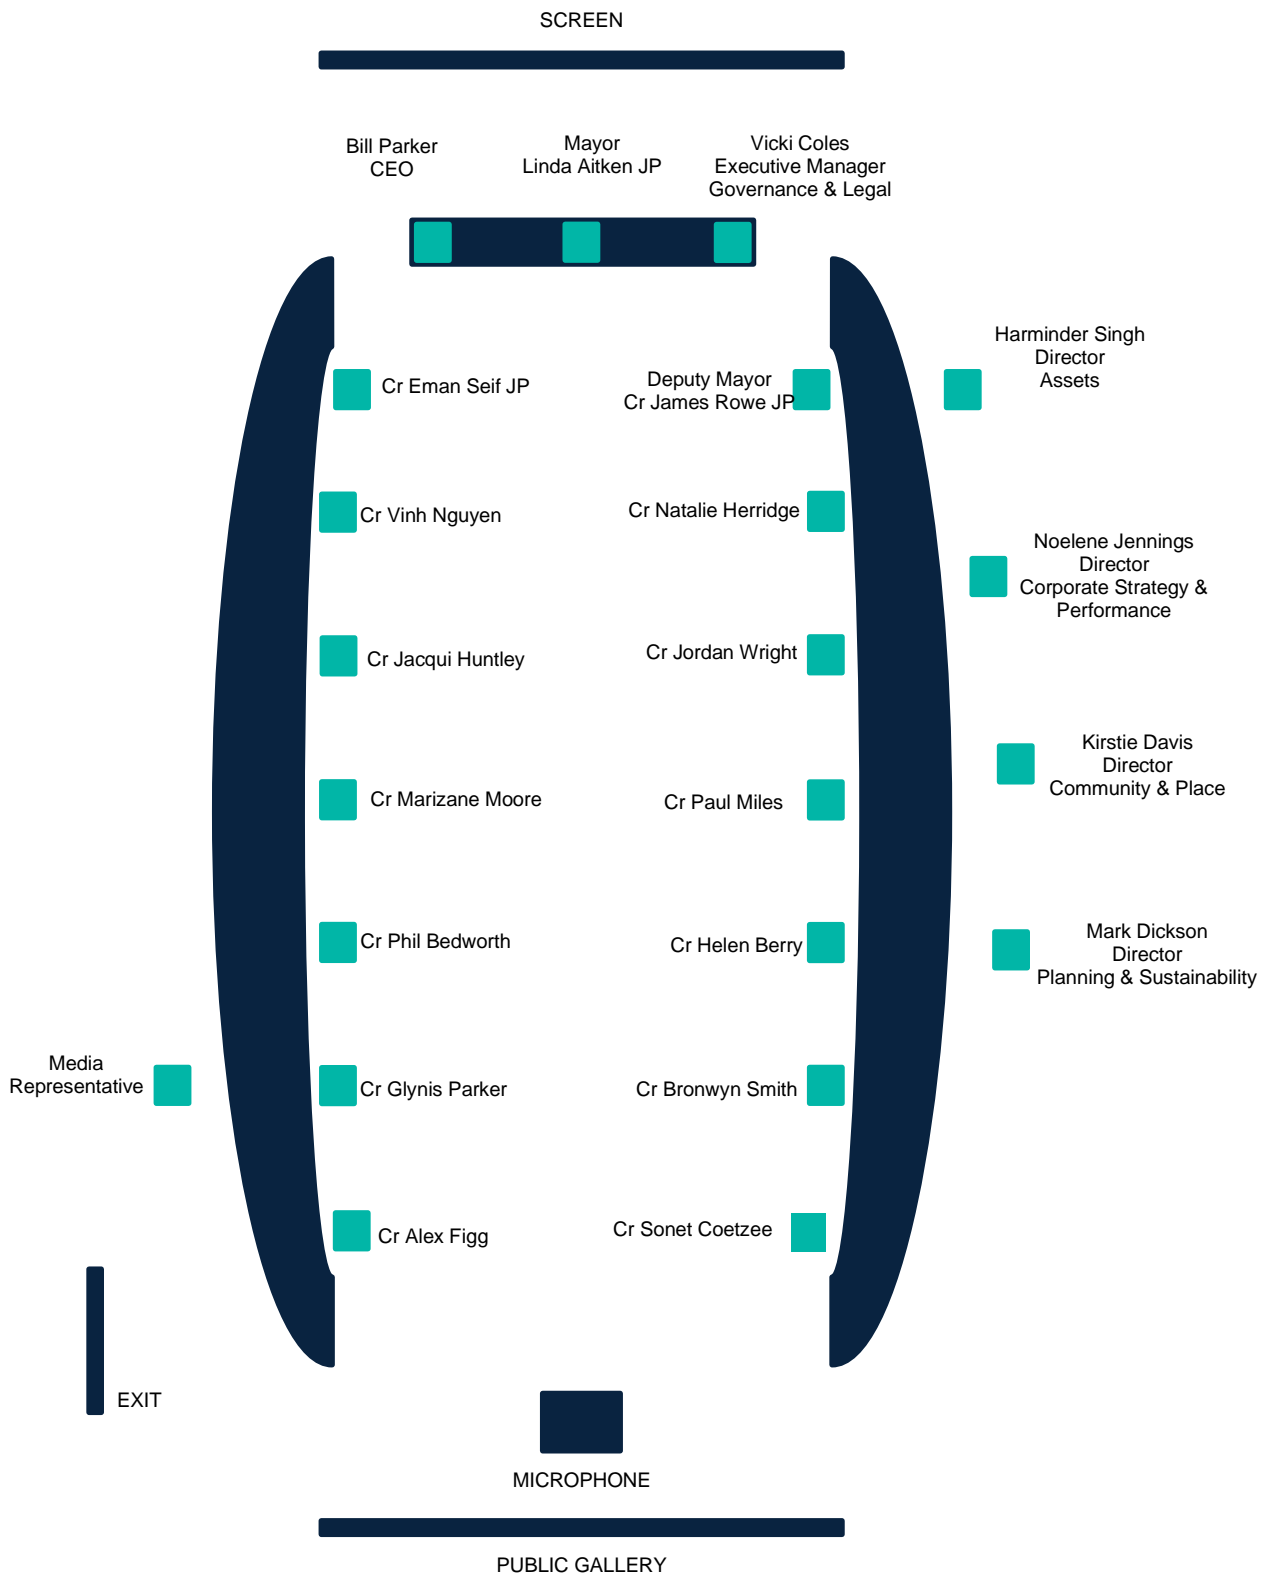 SCREEN
Bill Parker
CEO
Mayor
Linda Aitken JP
Vicki Coles
Executive Manager
Governance & Legal
Cr Eman Seif JP
Deputy Mayor
Cr James Rowe JP
Harminder Singh
Director
Assets
Cr Vinh Nguyen
Cr Natalie Herridge
Noelene Jennings
Director
Corporate Strategy &
Performance
Cr Jacqui Huntley
Cr Jordan Wright
Kirstie Davis
Director
Community & Place
Cr Marizane Moore
Cr Paul Miles
Cr Phil Bedworth
Cr Helen Berry
Mark Dickson
Director
Planning & Sustainability
Media
Representative
Cr Glynis Parker
Cr Bronwyn Smith
Cr Alex Figg
Cr Sonet Coetzee
EXIT
MICROPHONE
PUBLIC GALLERY